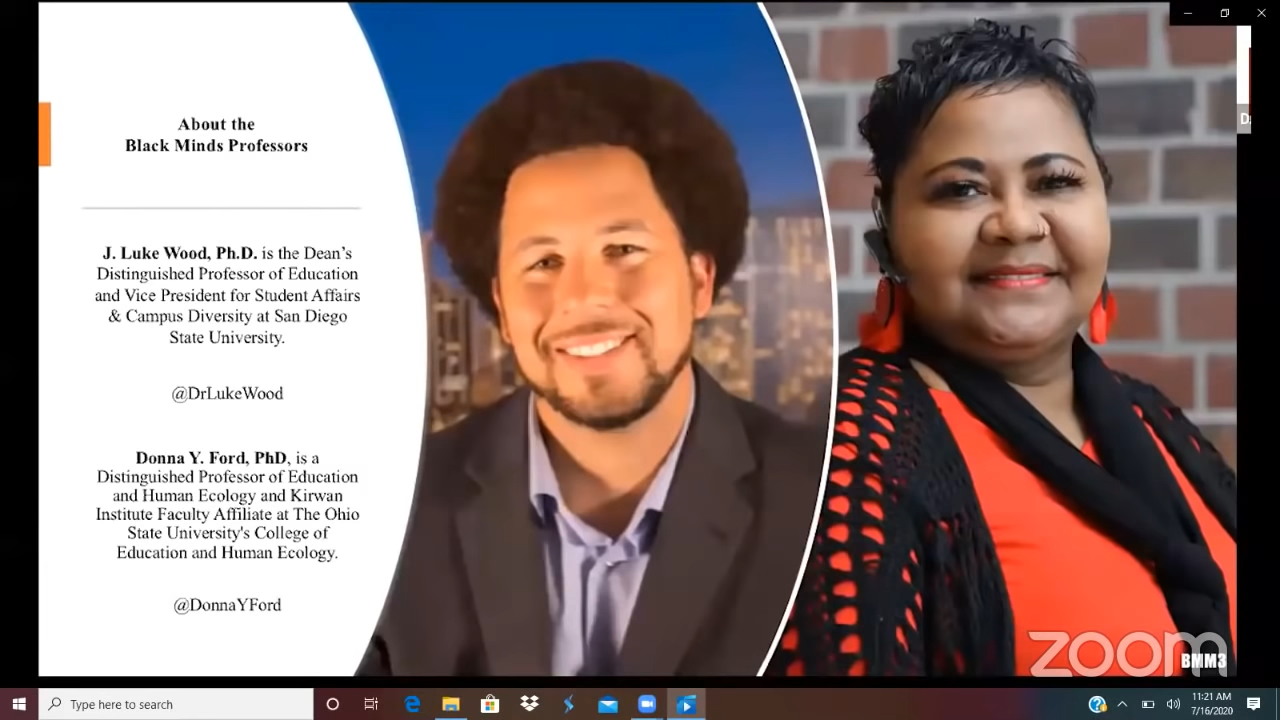 About the
Black Minds Professors
J. Luke Wood, Ph.D. is the Dean's
Distinguished Professor of Education
and Vice President for Student Affairs
& Campus Diversity at San Diego
State University.
@DrLukeWood
Donna Y. Ford, PhD, is a
Distinguished Professor of Education
and Human Ecology and Kirwan
Institute Faculty Affiliate at The Ohio
State University's College of
Education and Human Ecology.
@DonnaYFord
D
zoom
BMM3
Type here to search
11:21 AM
7/16/2020